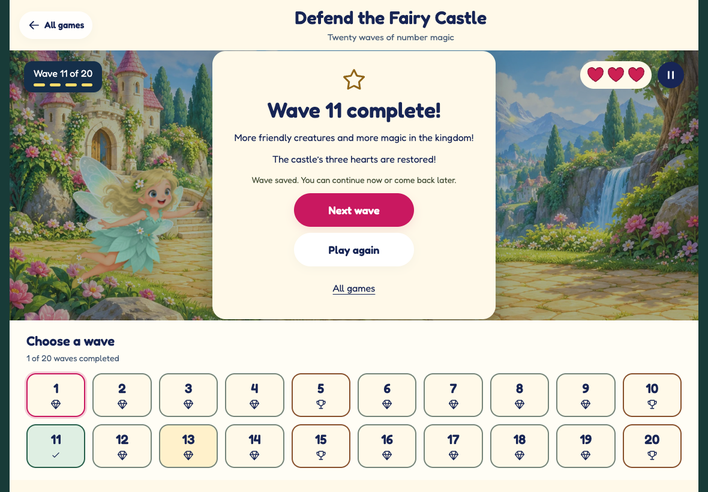 All games
Defend the Fairy Castle
Twenty waves of number magic
Wave 11 of 20
Wave 11 complete!
More friendly creatures and more magic in the kingdom!
The castle's three hearts are restored!
Wave saved. You can continue now or come back later.
Next wave
Play again
All games
Choose a wave
1 of 20 waves completed
1 2 3 4 5 6 7 8 9 10
11 12 13 14 15 16 17 18 19 20